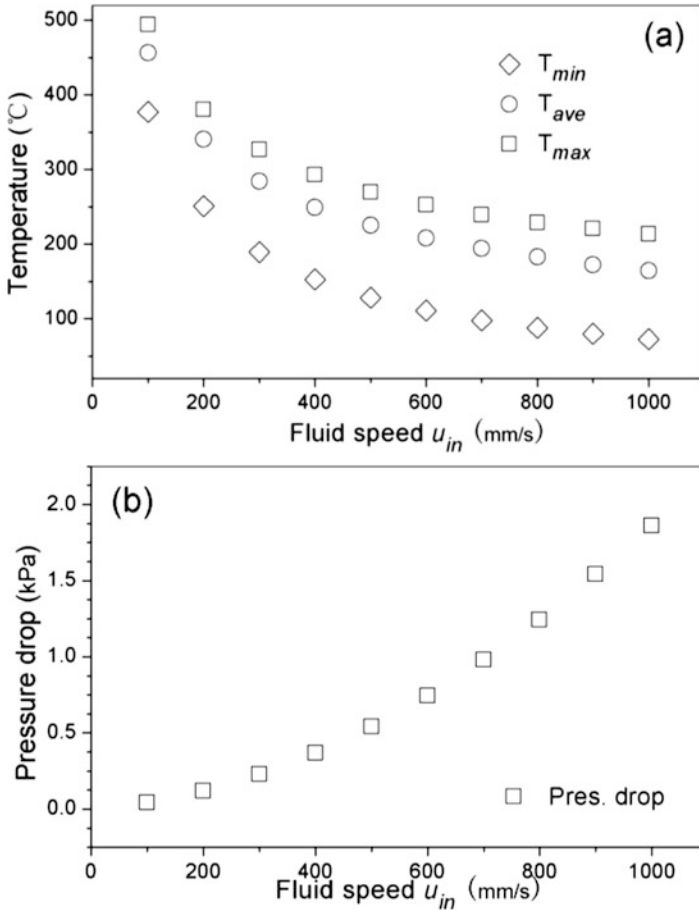 500
(a)
T_min
400
T_ave
T_max
300
200
100
Temperature (℃)
0 200 400 600 800 1000
Fluid speed u_in (mm/s)
(b)
2.0
1.5
1.0
0.5
0.0
Pressure drop (kPa)
Pres. drop
0 200 400 600 800 1000
Fluid speed u_in (mm/s)